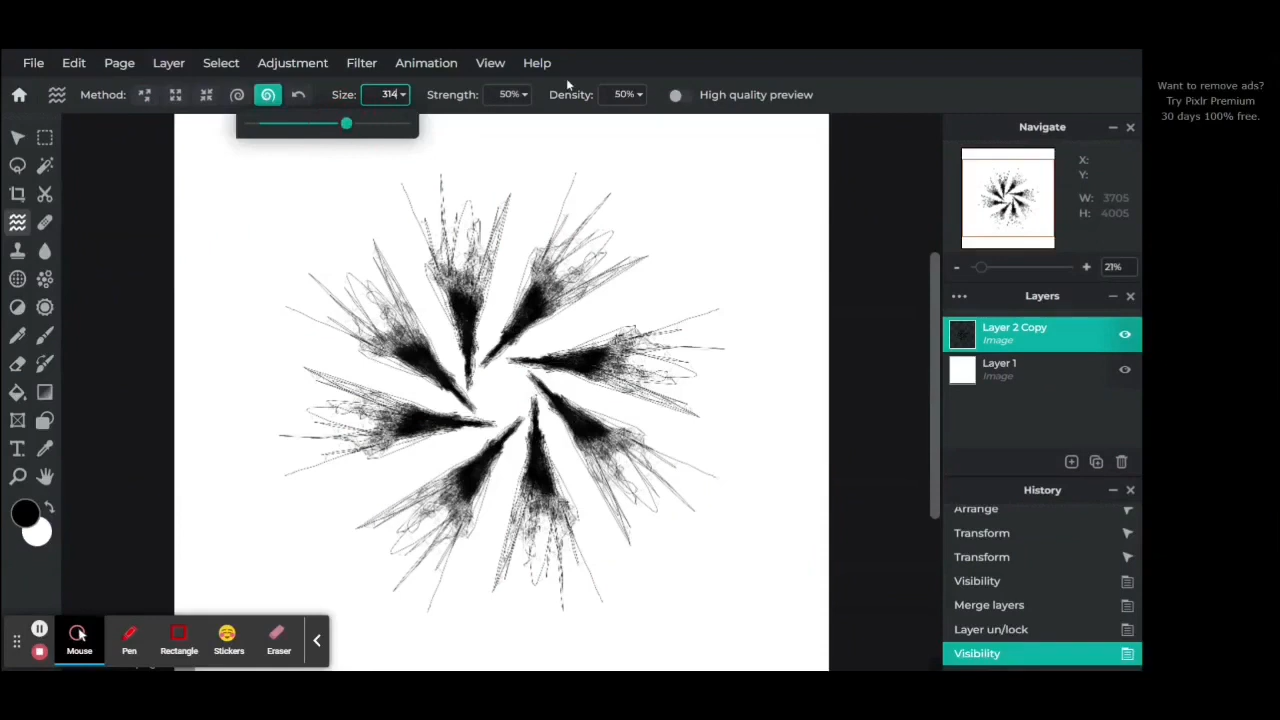 File Edit Page Layer Select Adjustment Filter Animation View Help
Want to remove ads?
Try Pixlr Premium
30 days 100% free.
Method: Size: 314 Strength: 50% Density: 50% High quality preview
Navigate
X:
Y:
W: 3705
H: 4005
- + 21%
Layers
Layer 2 Copy
Image
Layer 1
Image
History
Arrange
Transform
Transform
Visibility
Merge layers
Layer un/lock
Visibility
Mouse Pen Rectangle Stickers Eraser